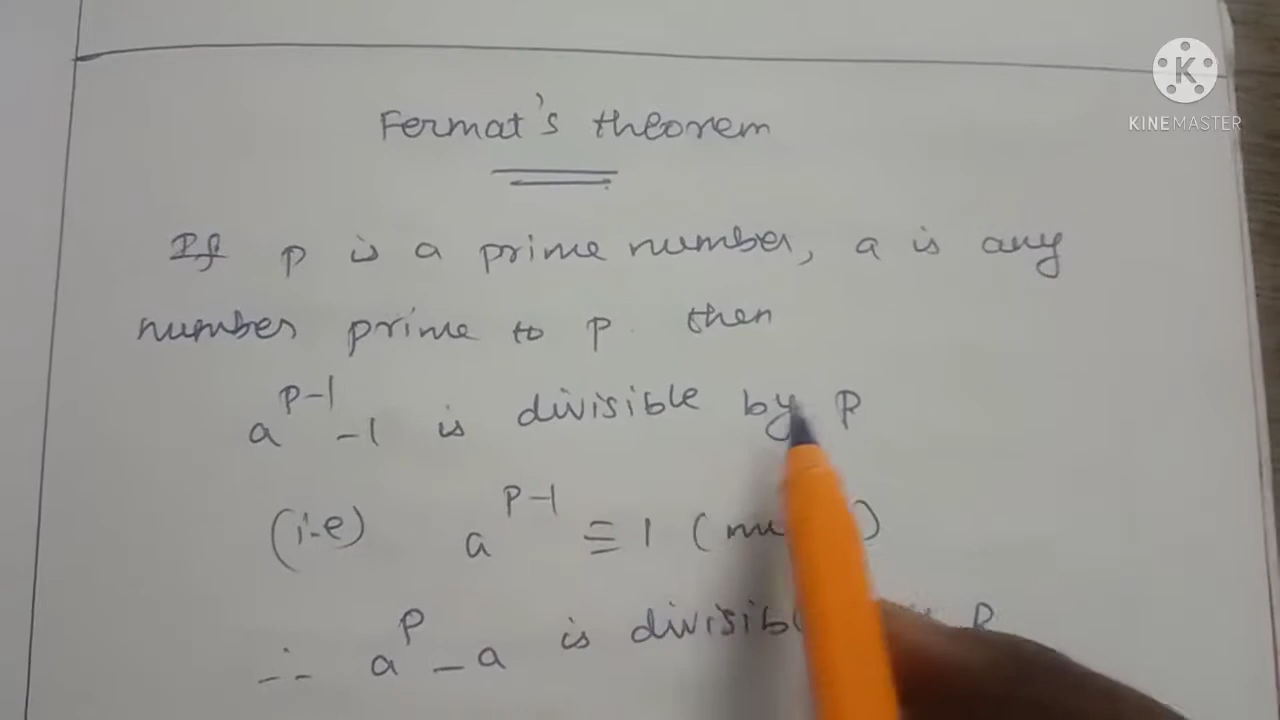 K
KINEMASTER
Fermat's theorem
If p is a prime number, a is any
number prime to p. then
a^{p-1} - 1 is divisible by P
(i.e) a^{p-1} ≡ 1 ( )
∴ a^p - a is divisib P